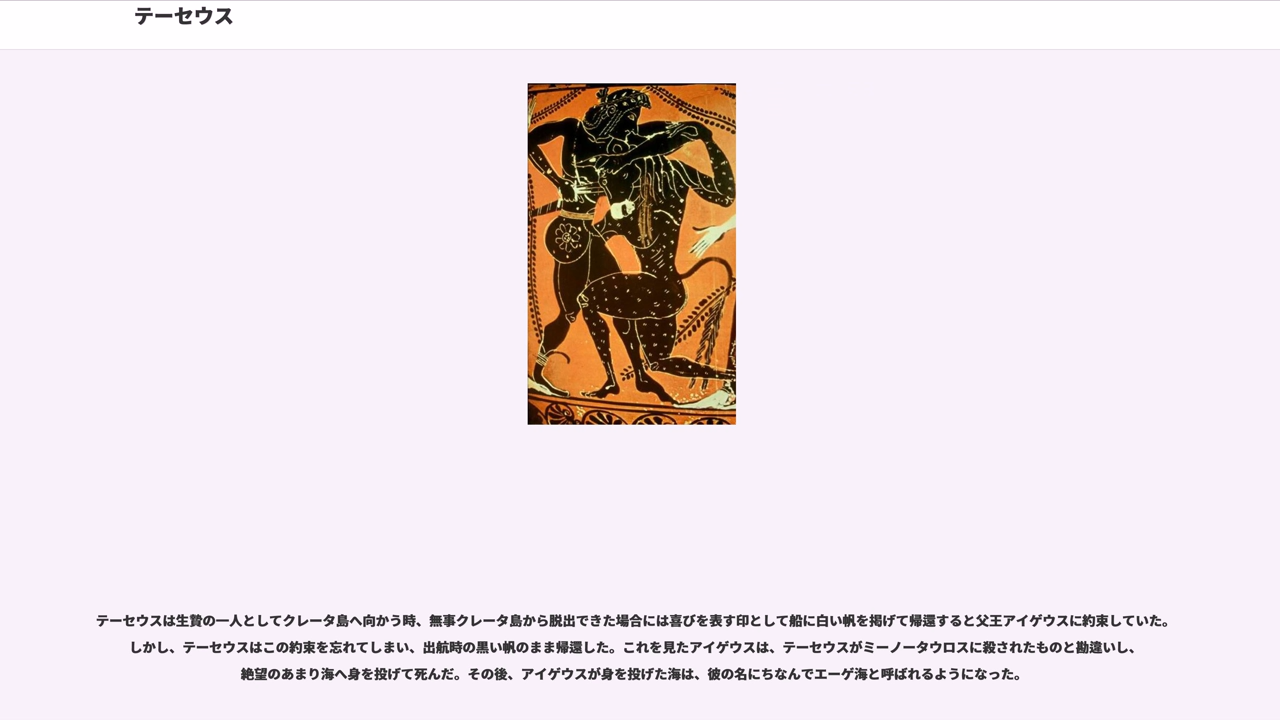 テーセウス
テーセウスは生贄の一人としてクレータ島へ向かう時、無事クレータ島から脱出できた場合には喜びを表す印として船に白い帆を掲げて帰還すると父王アイゲウスに約束していた。
しかし、テーセウスはこの約束を忘れてしまい、出航時の黒い帆のまま帰還した。これを見たアイゲウスは、テーセウスがミーノータウロスに殺されたものと勘違いし、
絶望のあまり海へ身を投げて死んだ。その後、アイゲウスが身を投げた海は、彼の名にちなんでエーゲ海と呼ばれるようになった。